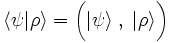 ⟨ψ|ρ⟩ = (|ψ⟩ , |ρ⟩)